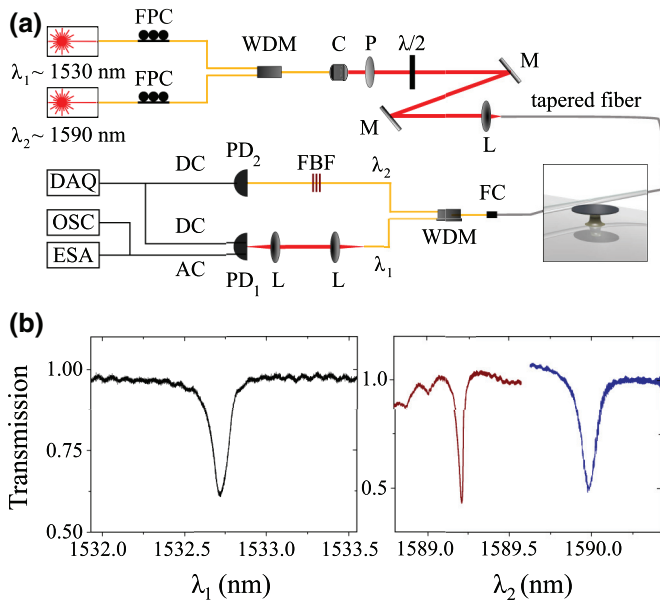 (a)
FPC
λ₁~ 1530 nm
FPC
λ₂~ 1590 nm
WDM
C
P
λ/2
M
M
L
tapered fiber
DAQ
OSC
ESA
DC
DC
AC
PD₂
PD₁
FBF
L
L
λ₂
λ₁
WDM
FC
(b)
Transmission
1.00
0.75
0.50
1532.0 1532.5 1533.0 1533.5
λ₁ (nm)
1.0
0.5
1589.0 1589.5 1590.0
λ₂ (nm)